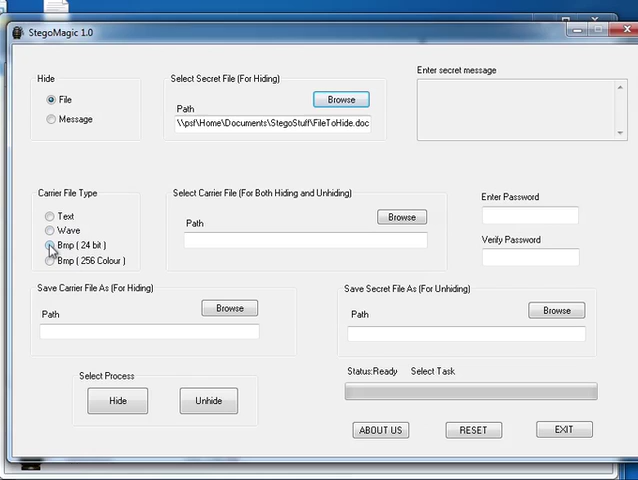 StegoMagic 1.0
Hide
File
Message
Select Secret File (For Hiding)
Browse
Path
\\psf\Home\Documents\StegoStuff\FileToHide.doc
Enter secret message
Carrier File Type
Text
Wave
Bmp ( 24 bit )
Bmp ( 256 Colour )
Select Carrier File (For Both Hiding and Unhiding)
Browse
Path
Enter Password
Verify Password
Save Carrier File As (For Hiding)
Browse
Path
Save Secret File As (For Unhiding)
Browse
Path
Select Process
Hide
Unhide
Status:Ready Select Task
ABOUT US
RESET
EXIT